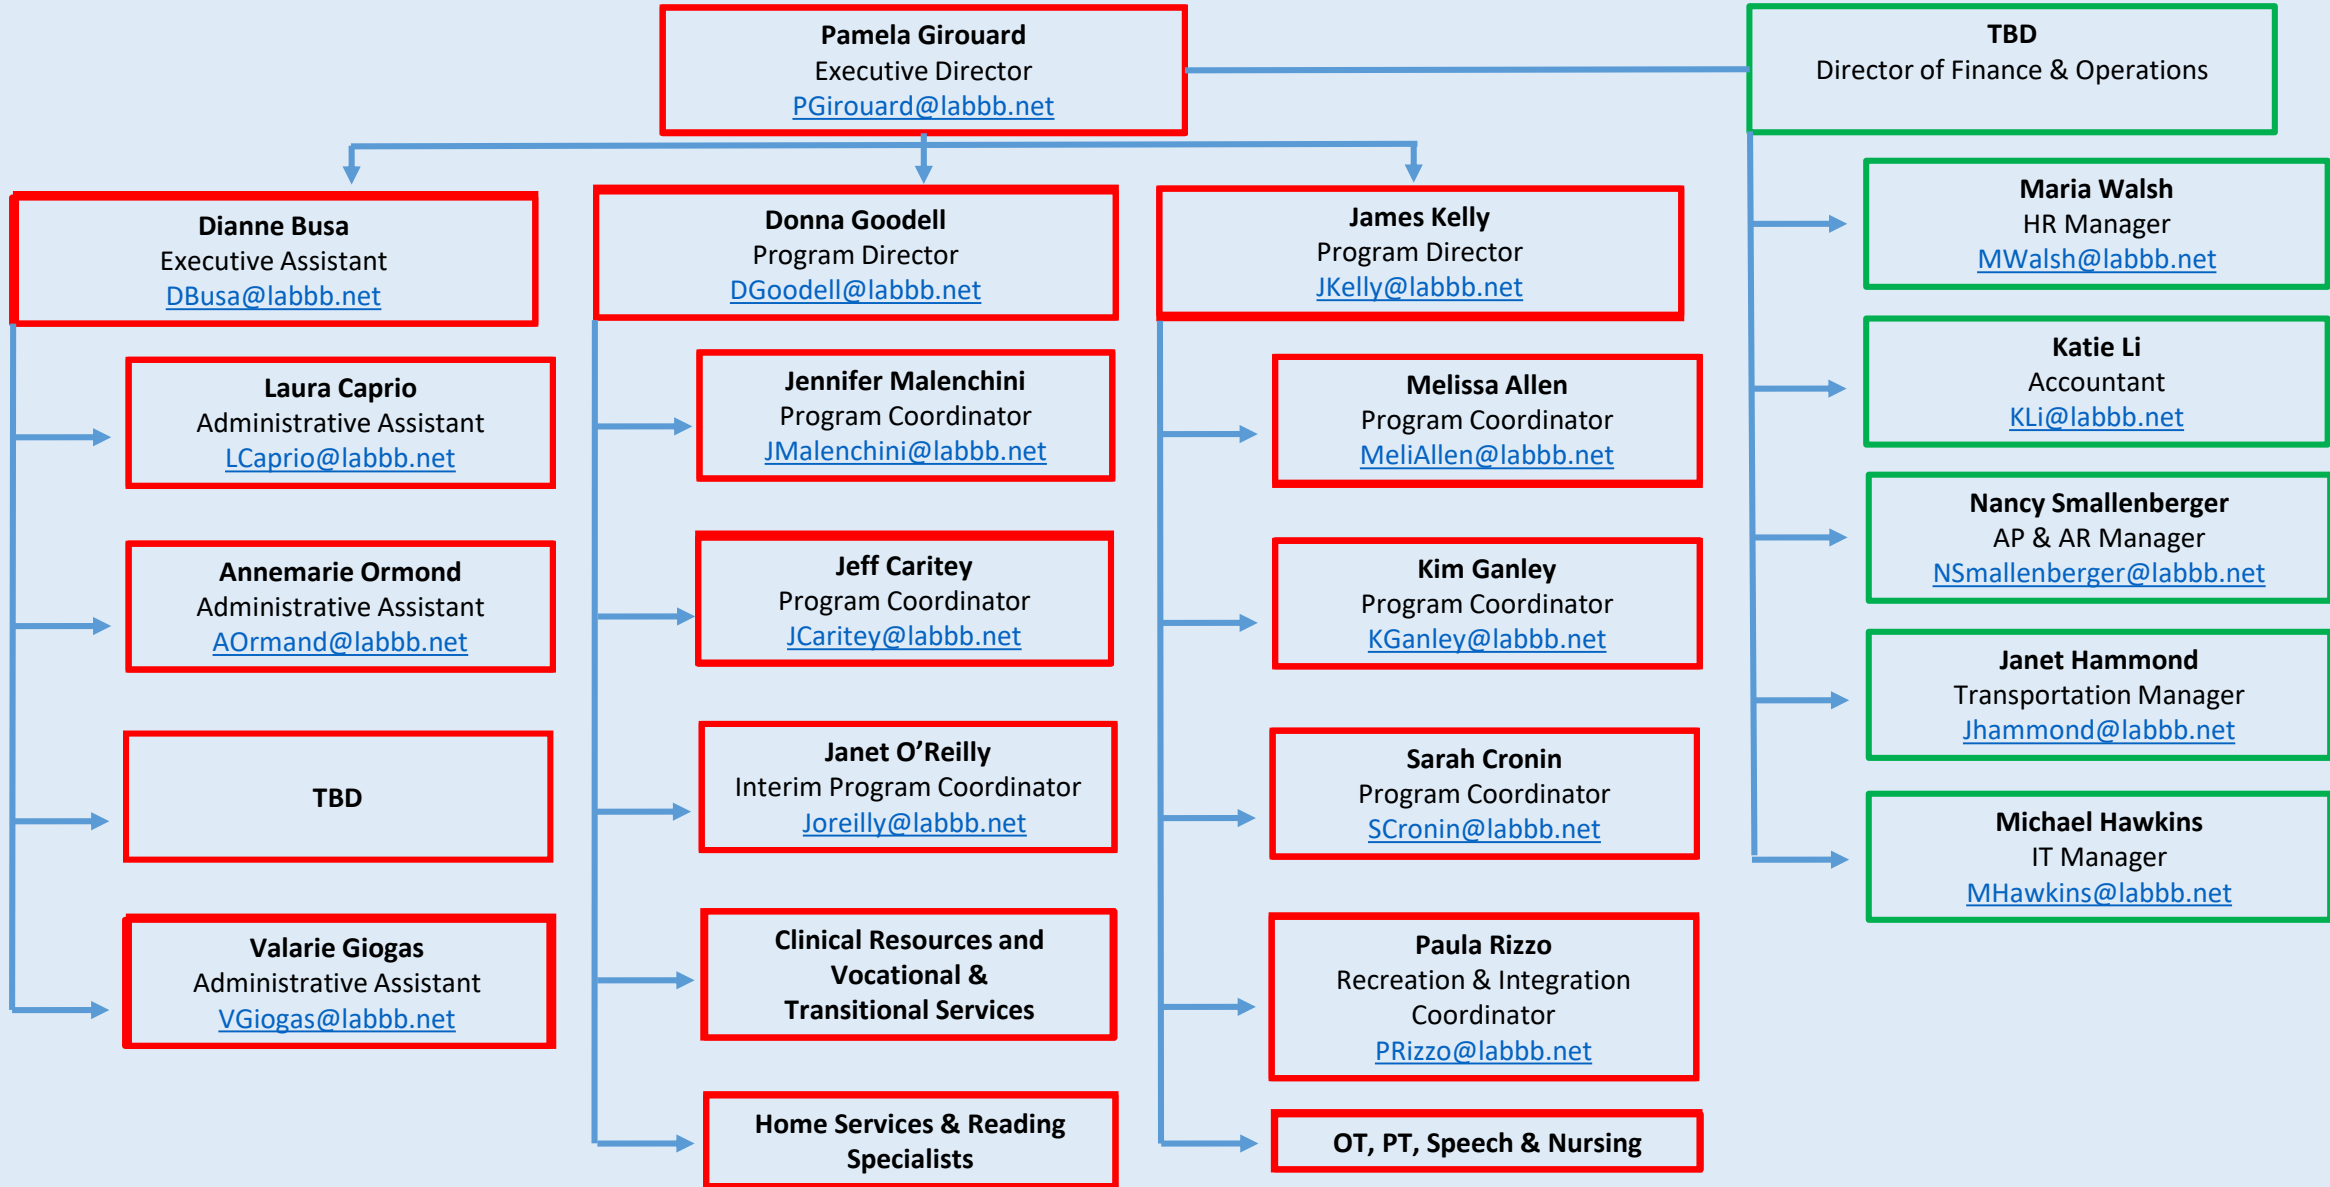 Pamela Girouard
Executive Director
PGirouard@labbb.net
TBD
Director of Finance & Operations
Dianne Busa
Executive Assistant
DBusa@labbb.net
Laura Caprio
Administrative Assistant
LCaprio@labbb.net
Annemarie Ormond
Administrative Assistant
AOrmand@labbb.net
TBD
Valarie Giogas
Administrative Assistant
VGiogas@labbb.net
Donna Goodell
Program Director
DGoodell@labbb.net
Jennifer Malenchini
Program Coordinator
JMalenchini@labbb.net
Jeff Caritey
Program Coordinator
JCaritey@labbb.net
Janet O’Reilly
Interim Program Coordinator
Joreilly@labbb.net
Clinical Resources and
Vocational &
Transitional Services
Home Services & Reading
Specialists
James Kelly
Program Director
JKelly@labbb.net
Melissa Allen
Program Coordinator
MeliAllen@labbb.net
Kim Ganley
Program Coordinator
KGanley@labbb.net
Sarah Cronin
Program Coordinator
SCronin@labbb.net
Paula Rizzo
Recreation & Integration
Coordinator
PRizzo@labbb.net
OT, PT, Speech & Nursing
Maria Walsh
HR Manager
MWalsh@labbb.net
Katie Li
Accountant
KLi@labbb.net
Nancy Smallenberger
AP & AR Manager
NSmallenberger@labbb.net
Janet Hammond
Transportation Manager
Jhammond@labbb.net
Michael Hawkins
IT Manager
MHawkins@labbb.net